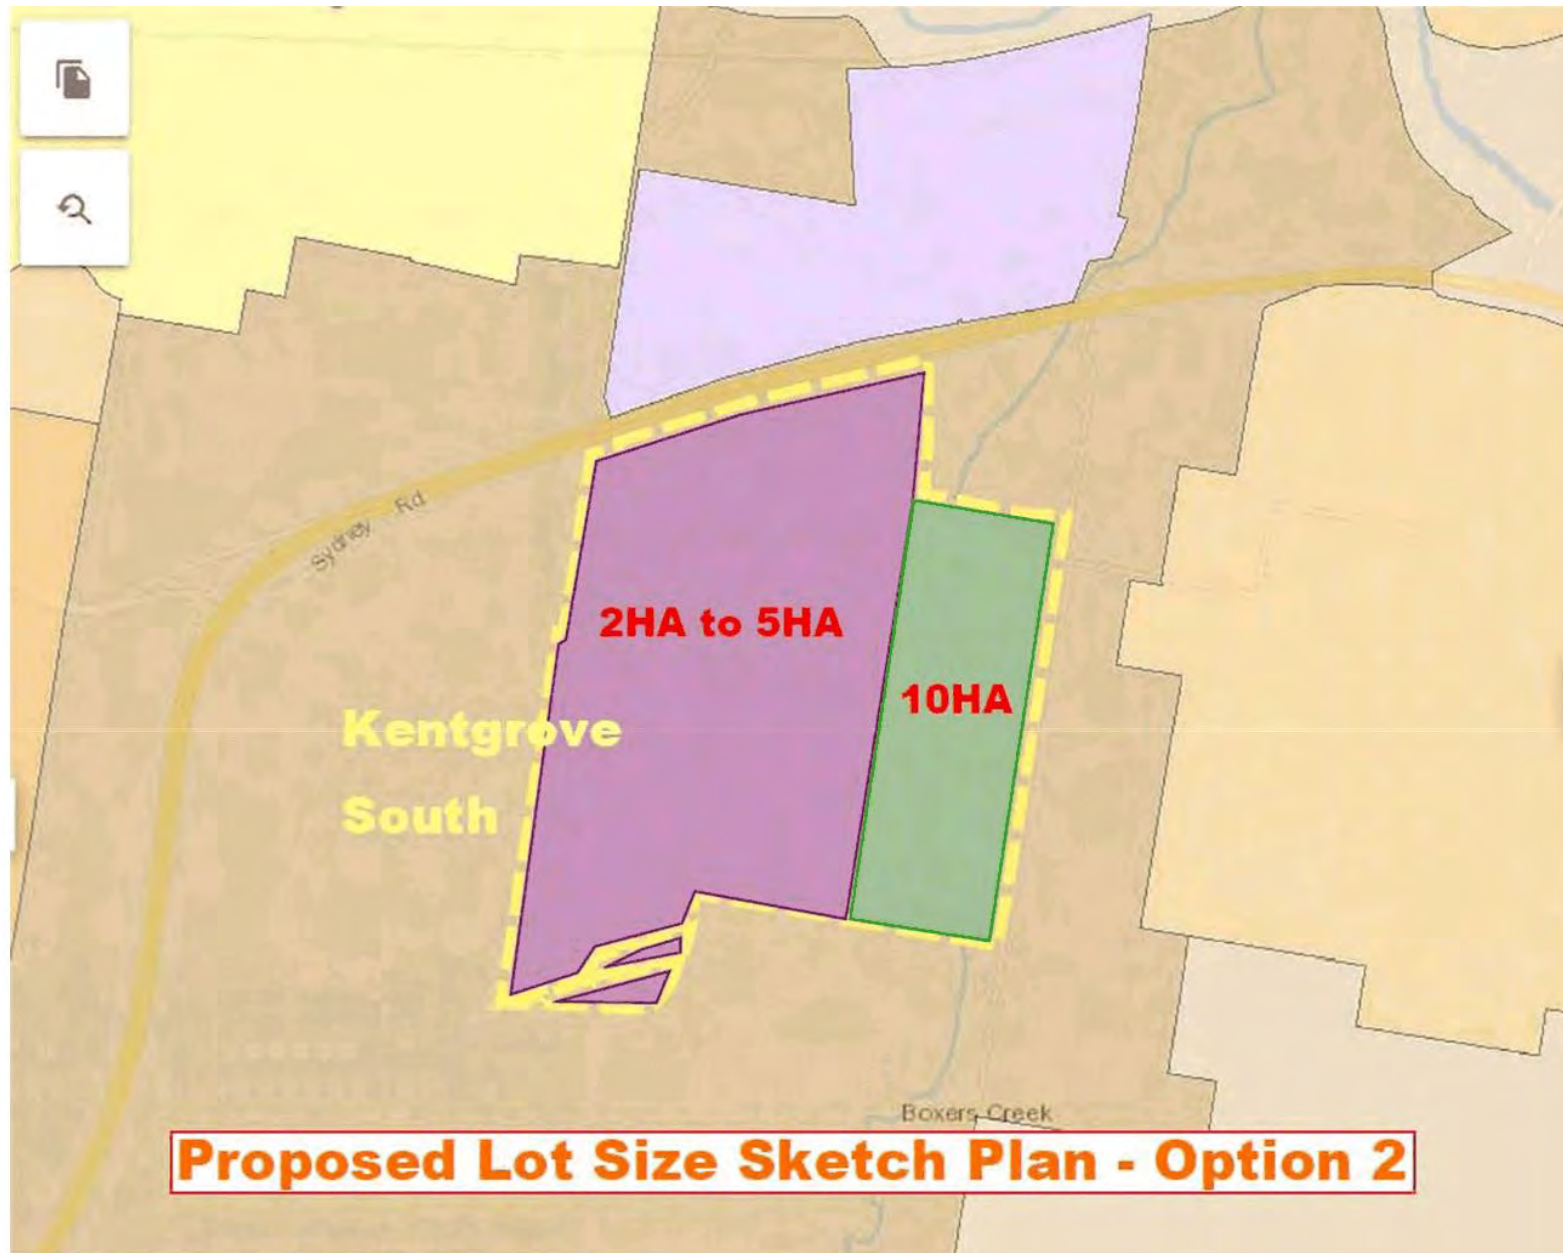 Sydney Rd
2HA to 5HA
10HA
Kentgrove
South
Boxers Creek
Proposed Lot Size Sketch Plan - Option 2